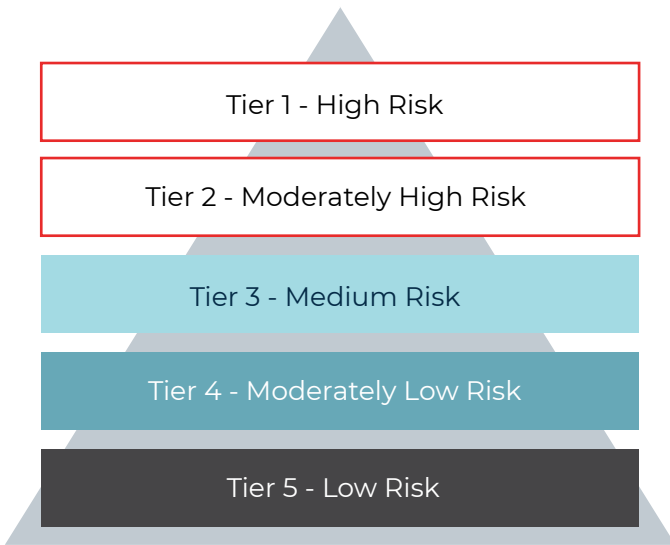 Tier 1 - High Risk
Tier 2 - Moderately High Risk
Tier 3 - Medium Risk
Tier 4 - Moderately Low Risk
Tier 5 - Low Risk